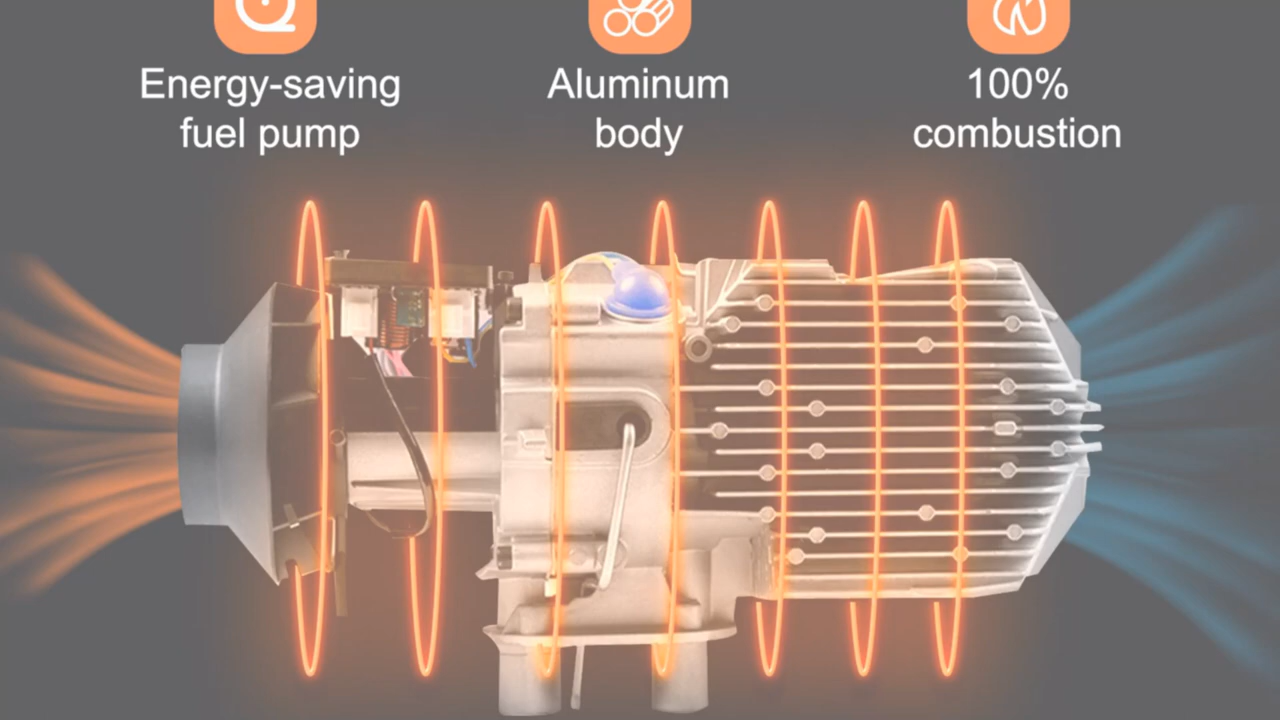 Energy-saving
fuel pump
Aluminum
body
100%
combustion